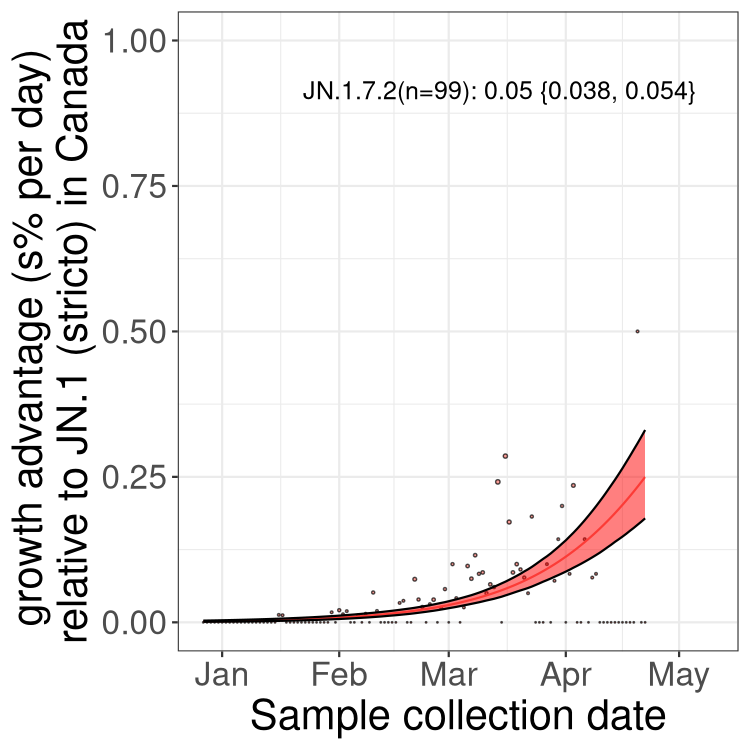 growth advantage (s% per day)
relative to JN.1 (stricto) in Canada
1.00
0.75
0.50
0.25
0.00
JN.1.7.2(n=99): 0.05 {0.038, 0.054}
Jan Feb Mar Apr May
Sample collection date